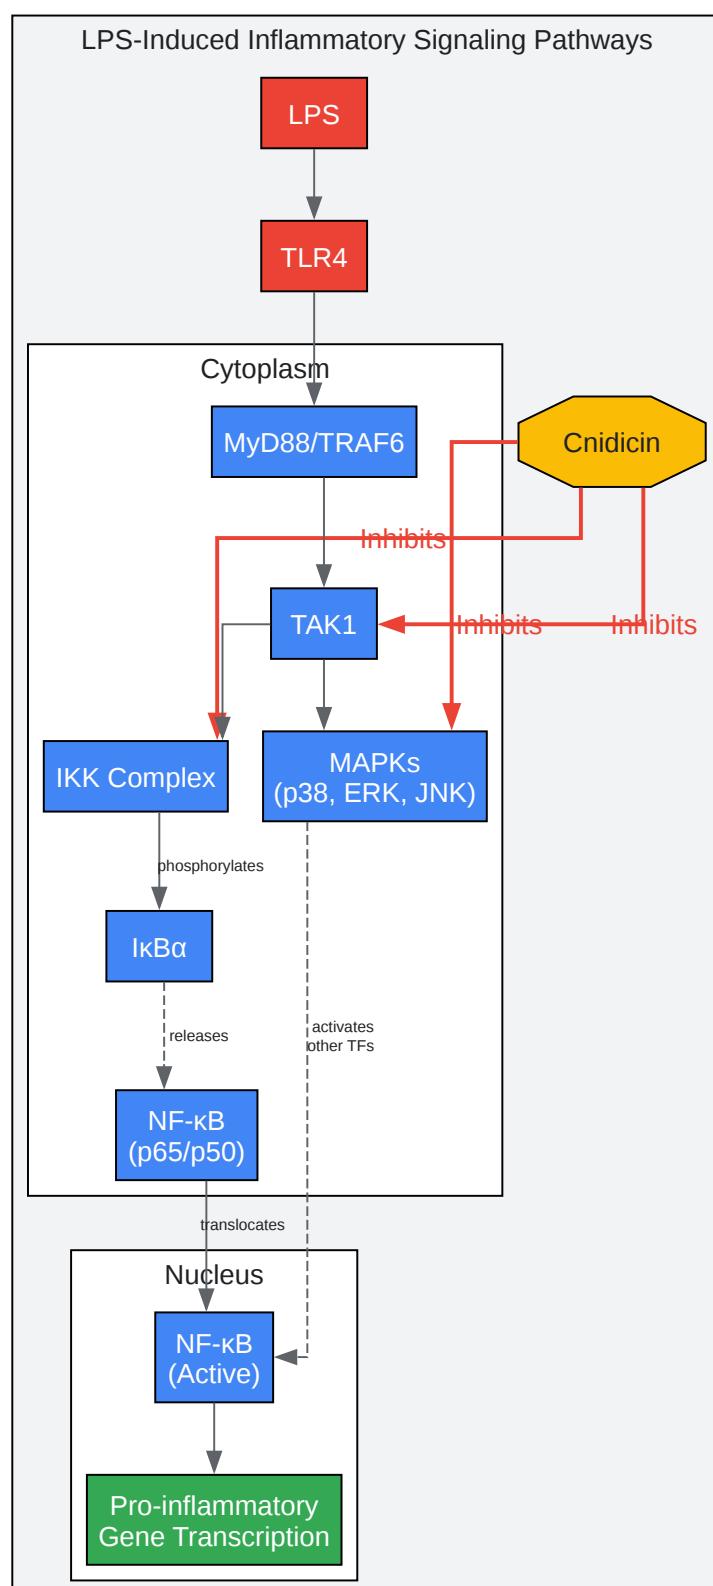 LPS-Induced Inflammatory Signaling Pathways
LPS
TLR4
Cytoplasm
MyD88/TRAF6
Cnidicin
Inhibits
TAK1
Inhibits
Inhibits
IKK Complex
MAPKs
(p38, ERK, JNK)
phosphorylates
IκBα
releases
activates
other TFs
NF-κB
(p65/p50)
translocates
Nucleus
NF-κB
(Active)
Pro-inflammatory
Gene Transcription